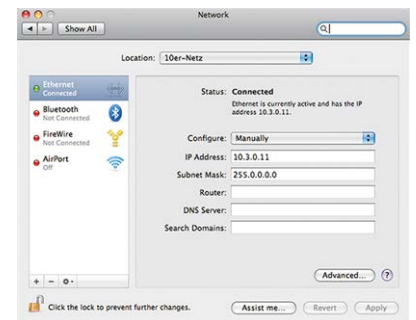 Network
Show All
Location: 10er-Netz
Ethernet
Connected
Bluetooth
Not Connected
FireWire
Not Connected
AirPort
Off
Status: Connected
Ethernet is currently active and has the IP
address 10.3.0.11.
Configure: Manually
IP Address: 10.3.0.11
Subnet Mask: 255.0.0.0.0
Router:
DNS Server:
Search Domains:
Advanced... ?
Click the lock to prevent further changes.
Assist me... Revert Apply